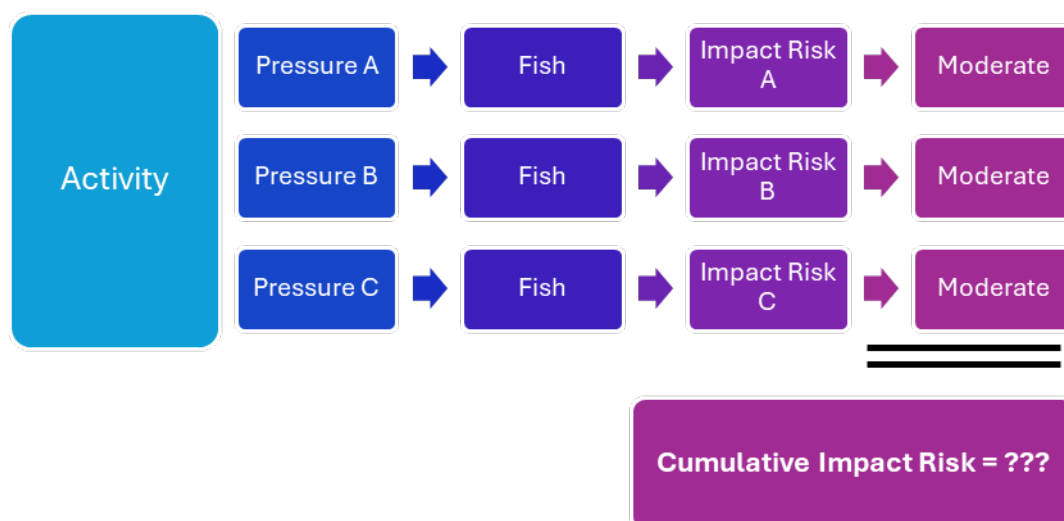 Activity
Pressure A
Fish
Impact Risk
A
Moderate
Pressure B
Fish
Impact Risk
B
Moderate
Pressure C
Fish
Impact Risk
C
Moderate
Cumulative Impact Risk = ???